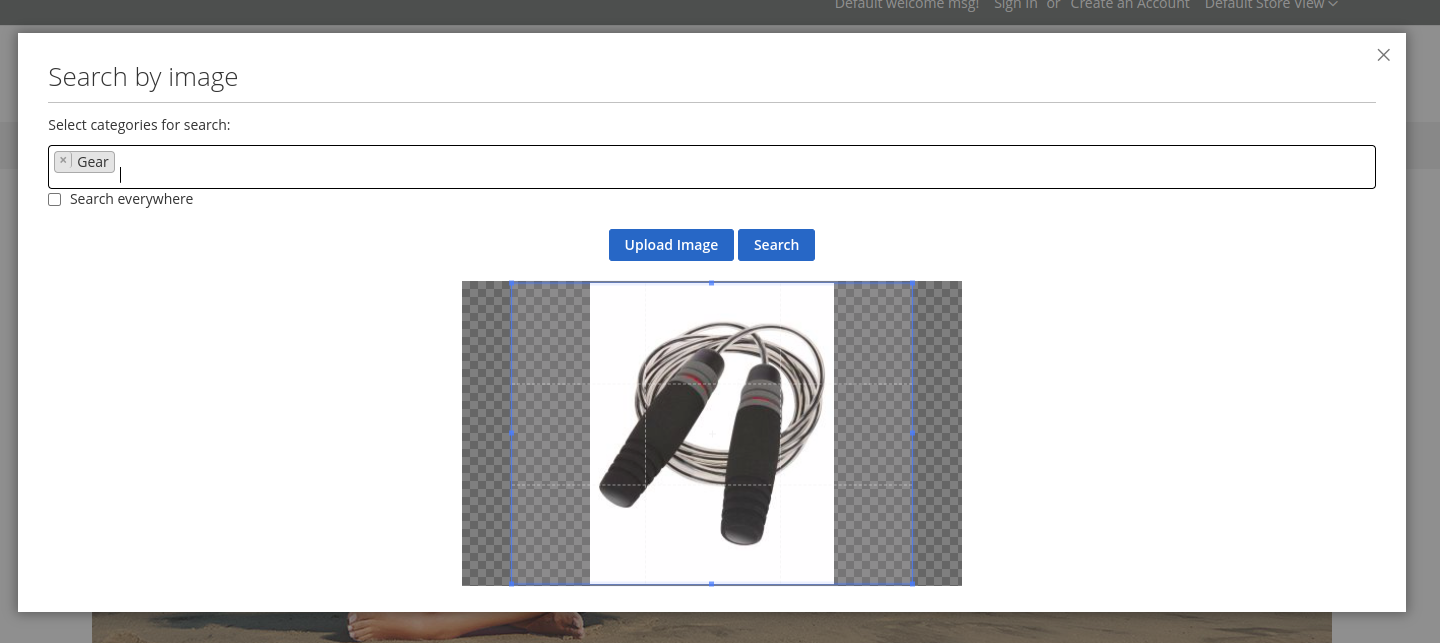 Default welcome msg! Sign In or Create an Account Default Store View
Search by image
Select categories for search:
× Gear
Search everywhere
Upload Image Search